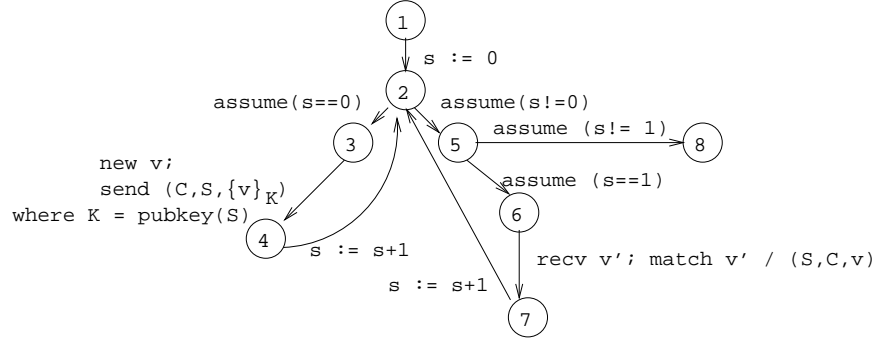 1
s := 0
2
assume(s==0)
assume(s!=0)
assume (s!= 1)
3
5
8
new v;
send (C,S,{v}_K)
assume (s==1)
where K = pubkey(S)
6
4
s := s+1
recv v'; match v' / (S,C,v)
s := s+1
7